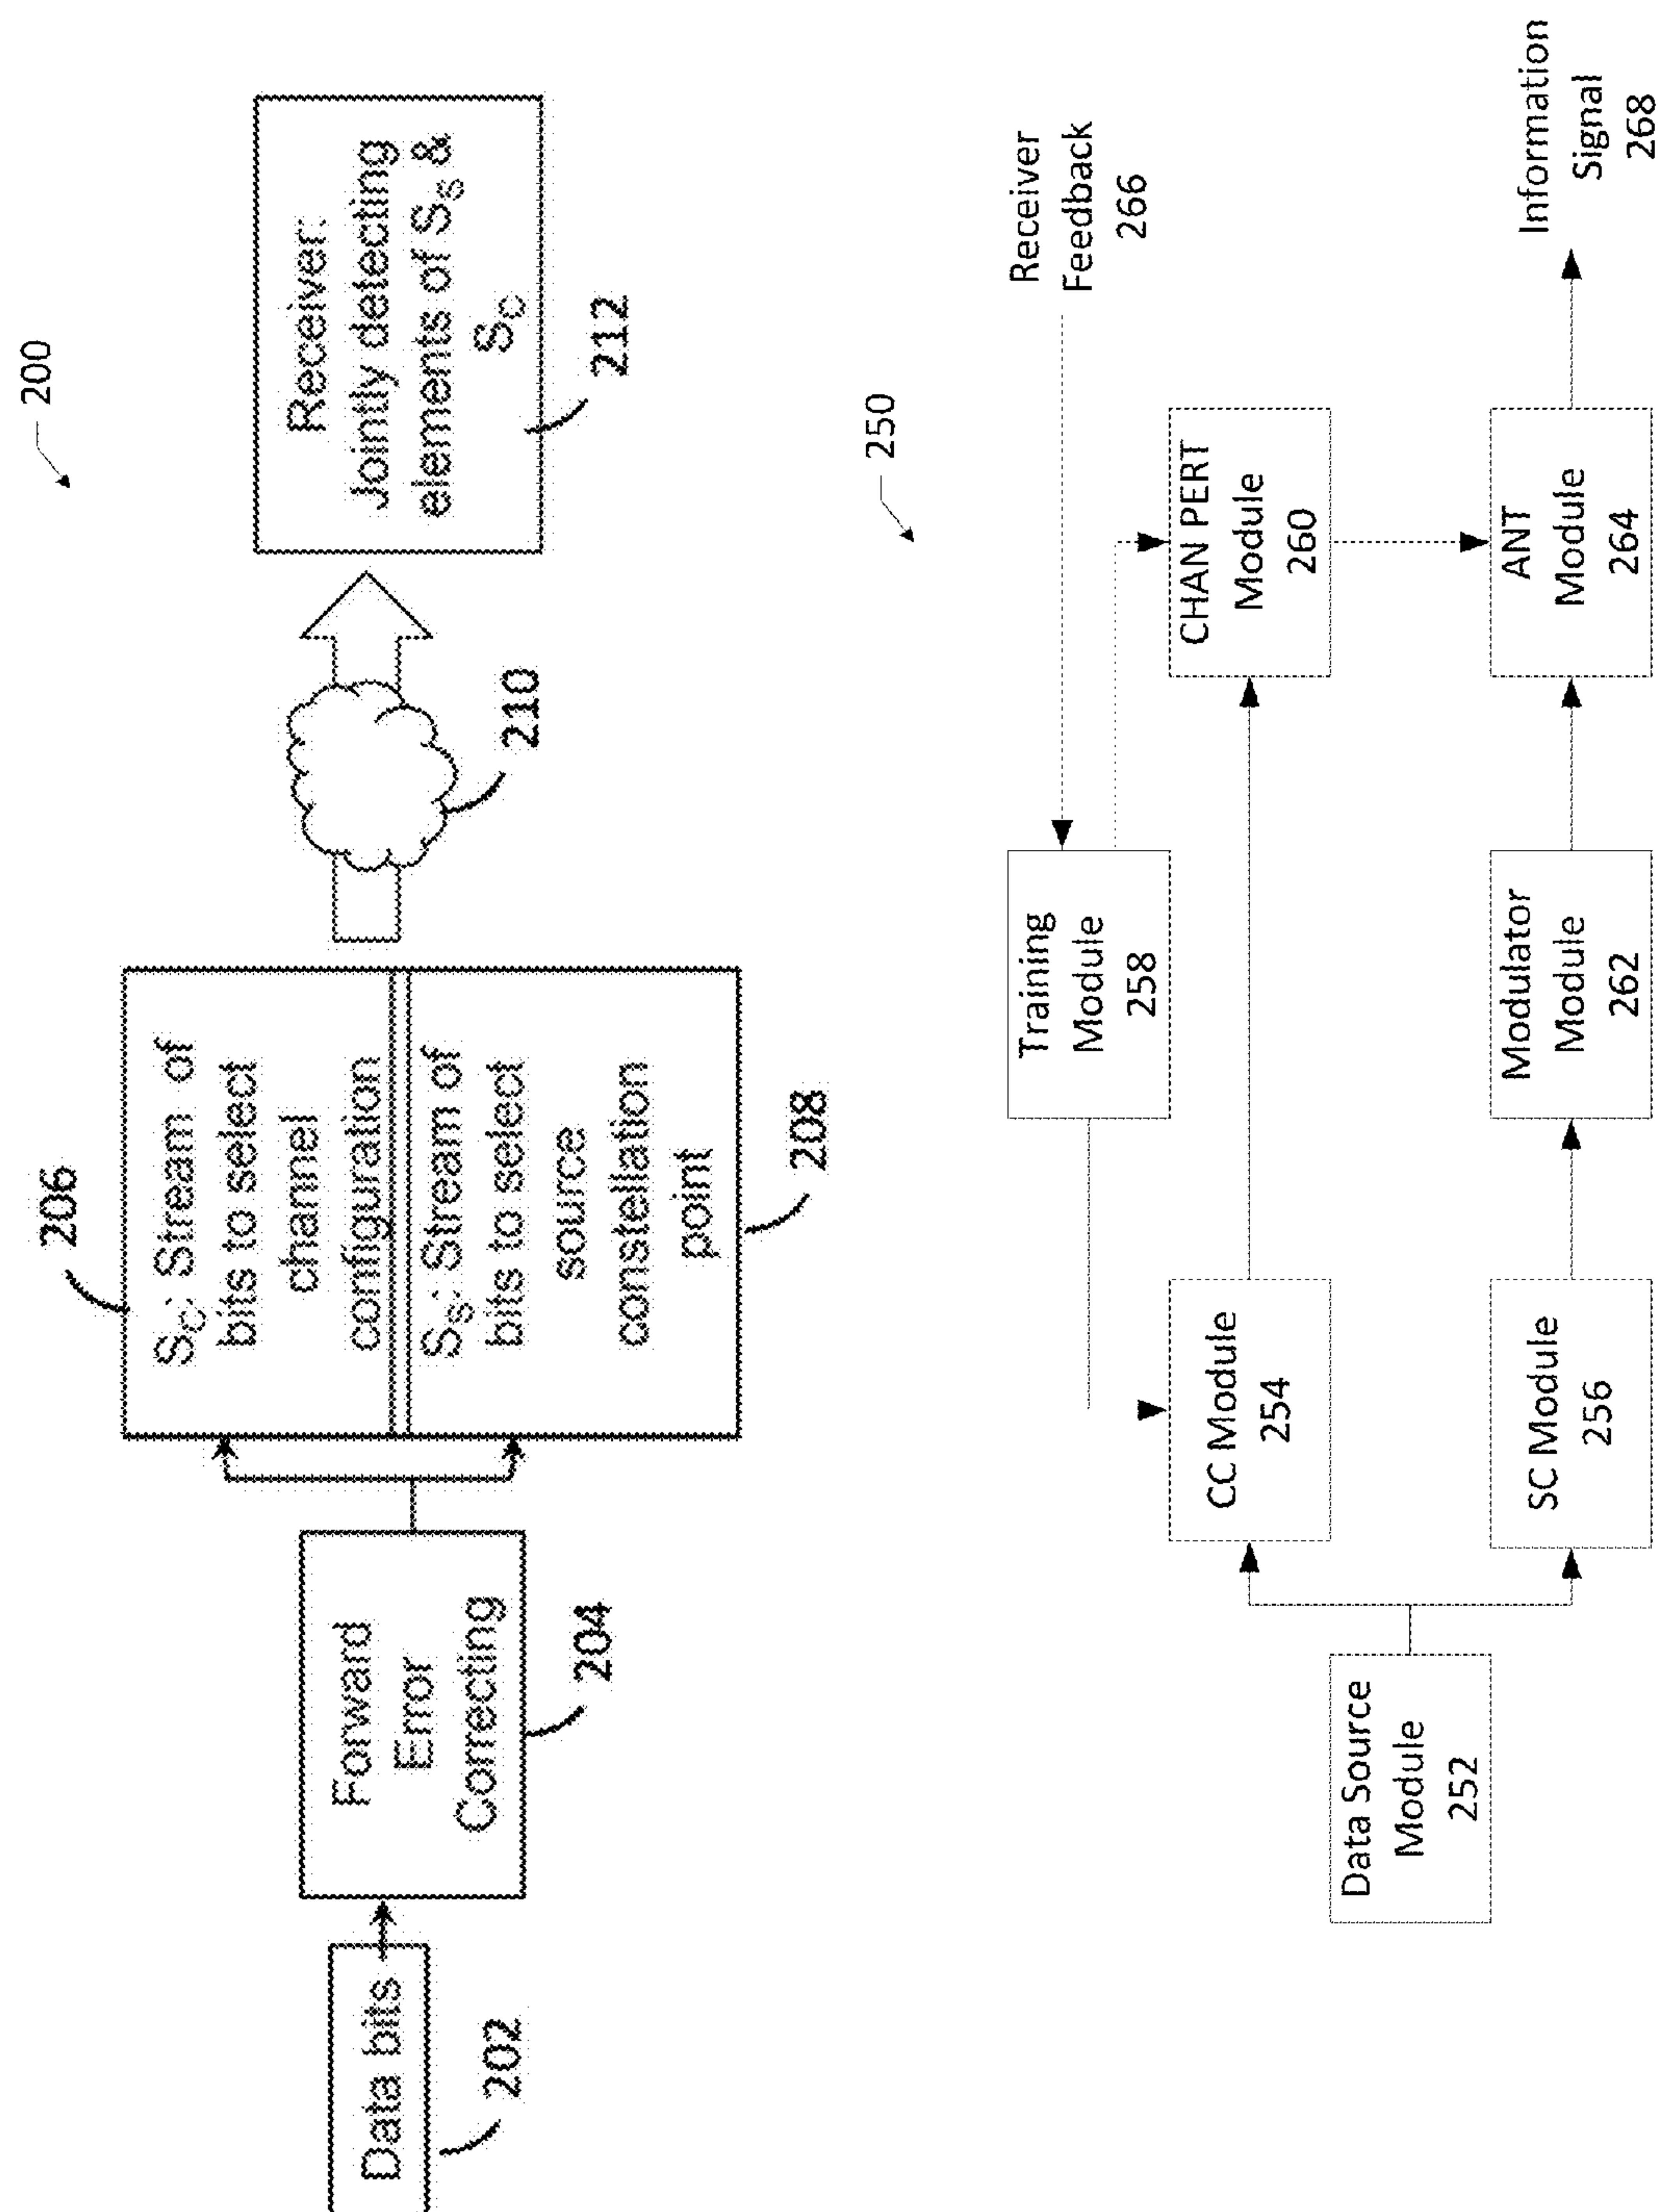 200
Data bits
202
Forward
Error
Correcting
204
206
S_C: Stream of
bits to select
channel
configuration
S_S: Stream of
bits to select
source
constellation
point
208
210
Receiver:
Jointly detecting
elements of S_S &
S_C
212
250
Data Source
Module
252
CC Module
254
SC Module
256
Training
Module
258
Modulator
Module
262
CHAN PERT
Module
260
ANT
Module
264
Receiver
Feedback
266
Information
Signal
268